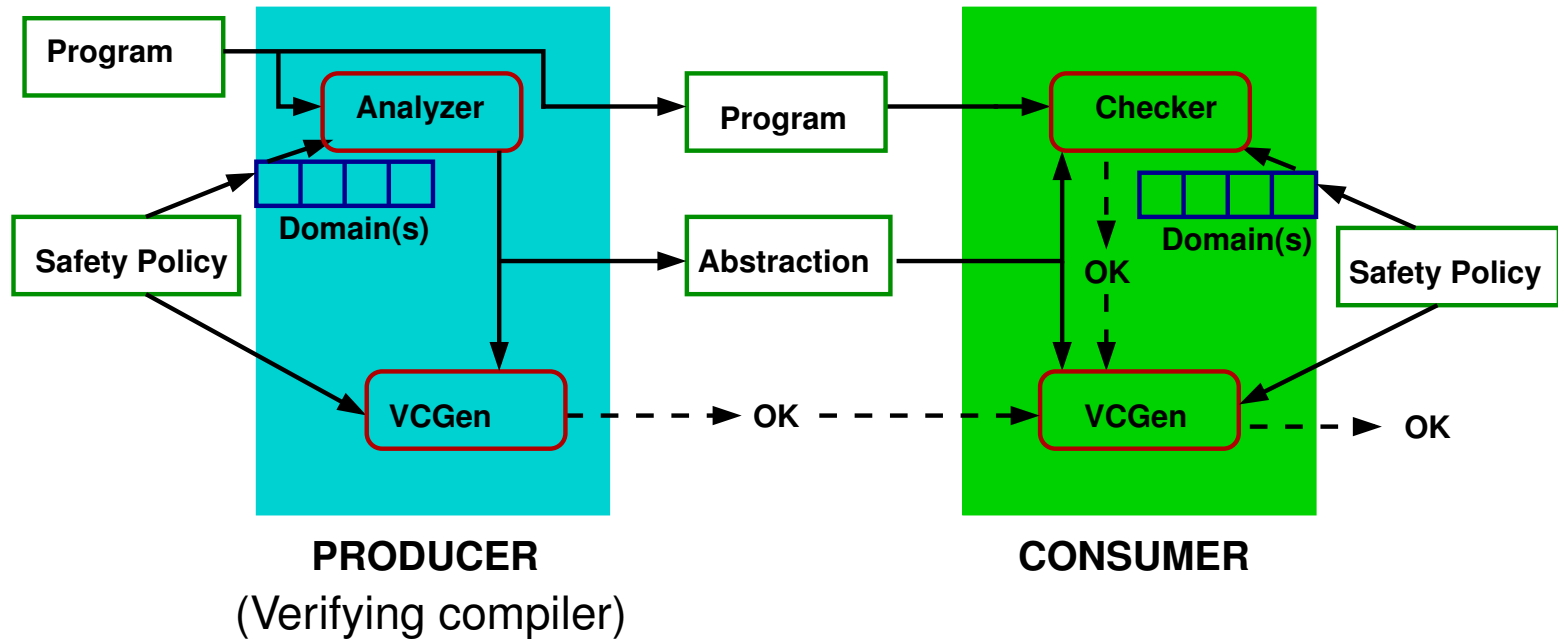 Program
Analyzer
Program
Checker
Domain(s)
Domain(s)
Safety Policy
Abstraction
OK
Safety Policy
VCGen
OK
VCGen
OK
PRODUCER
CONSUMER
(Verifying compiler)